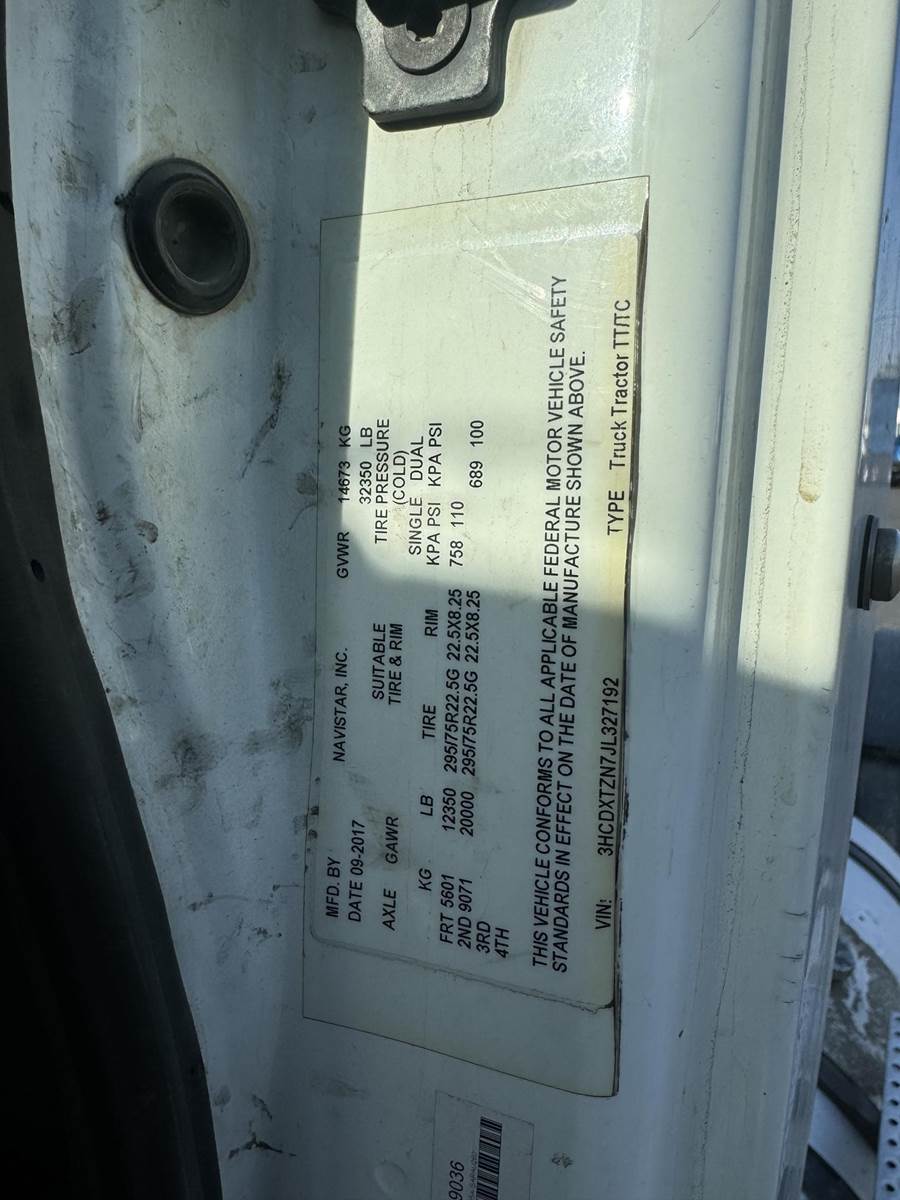 MFD. BY NAVISTAR, INC. GVWR 14673 KG
DATE 09-2017 32350 LB
AXLE GAWR SUITABLE TIRE & RIM TIRE PRESSURE (COLD)
SINGLE DUAL
KG LB TIRE RIM KPA PSI KPA PSI
FRT 5601 12350 295/75R22.5G 22.5X8.25 758 110
2ND 9071 20000 295/75R22.5G 22.5X8.25 689 100
3RD
4TH
THIS VEHICLE CONFORMS TO ALL APPLICABLE FEDERAL MOTOR VEHICLE SAFETY
STANDARDS IN EFFECT ON THE DATE OF MANUFACTURE SHOWN ABOVE.
VIN: 3HCDXTZN7JL327192 TYPE Truck Tractor TT/TC
9036